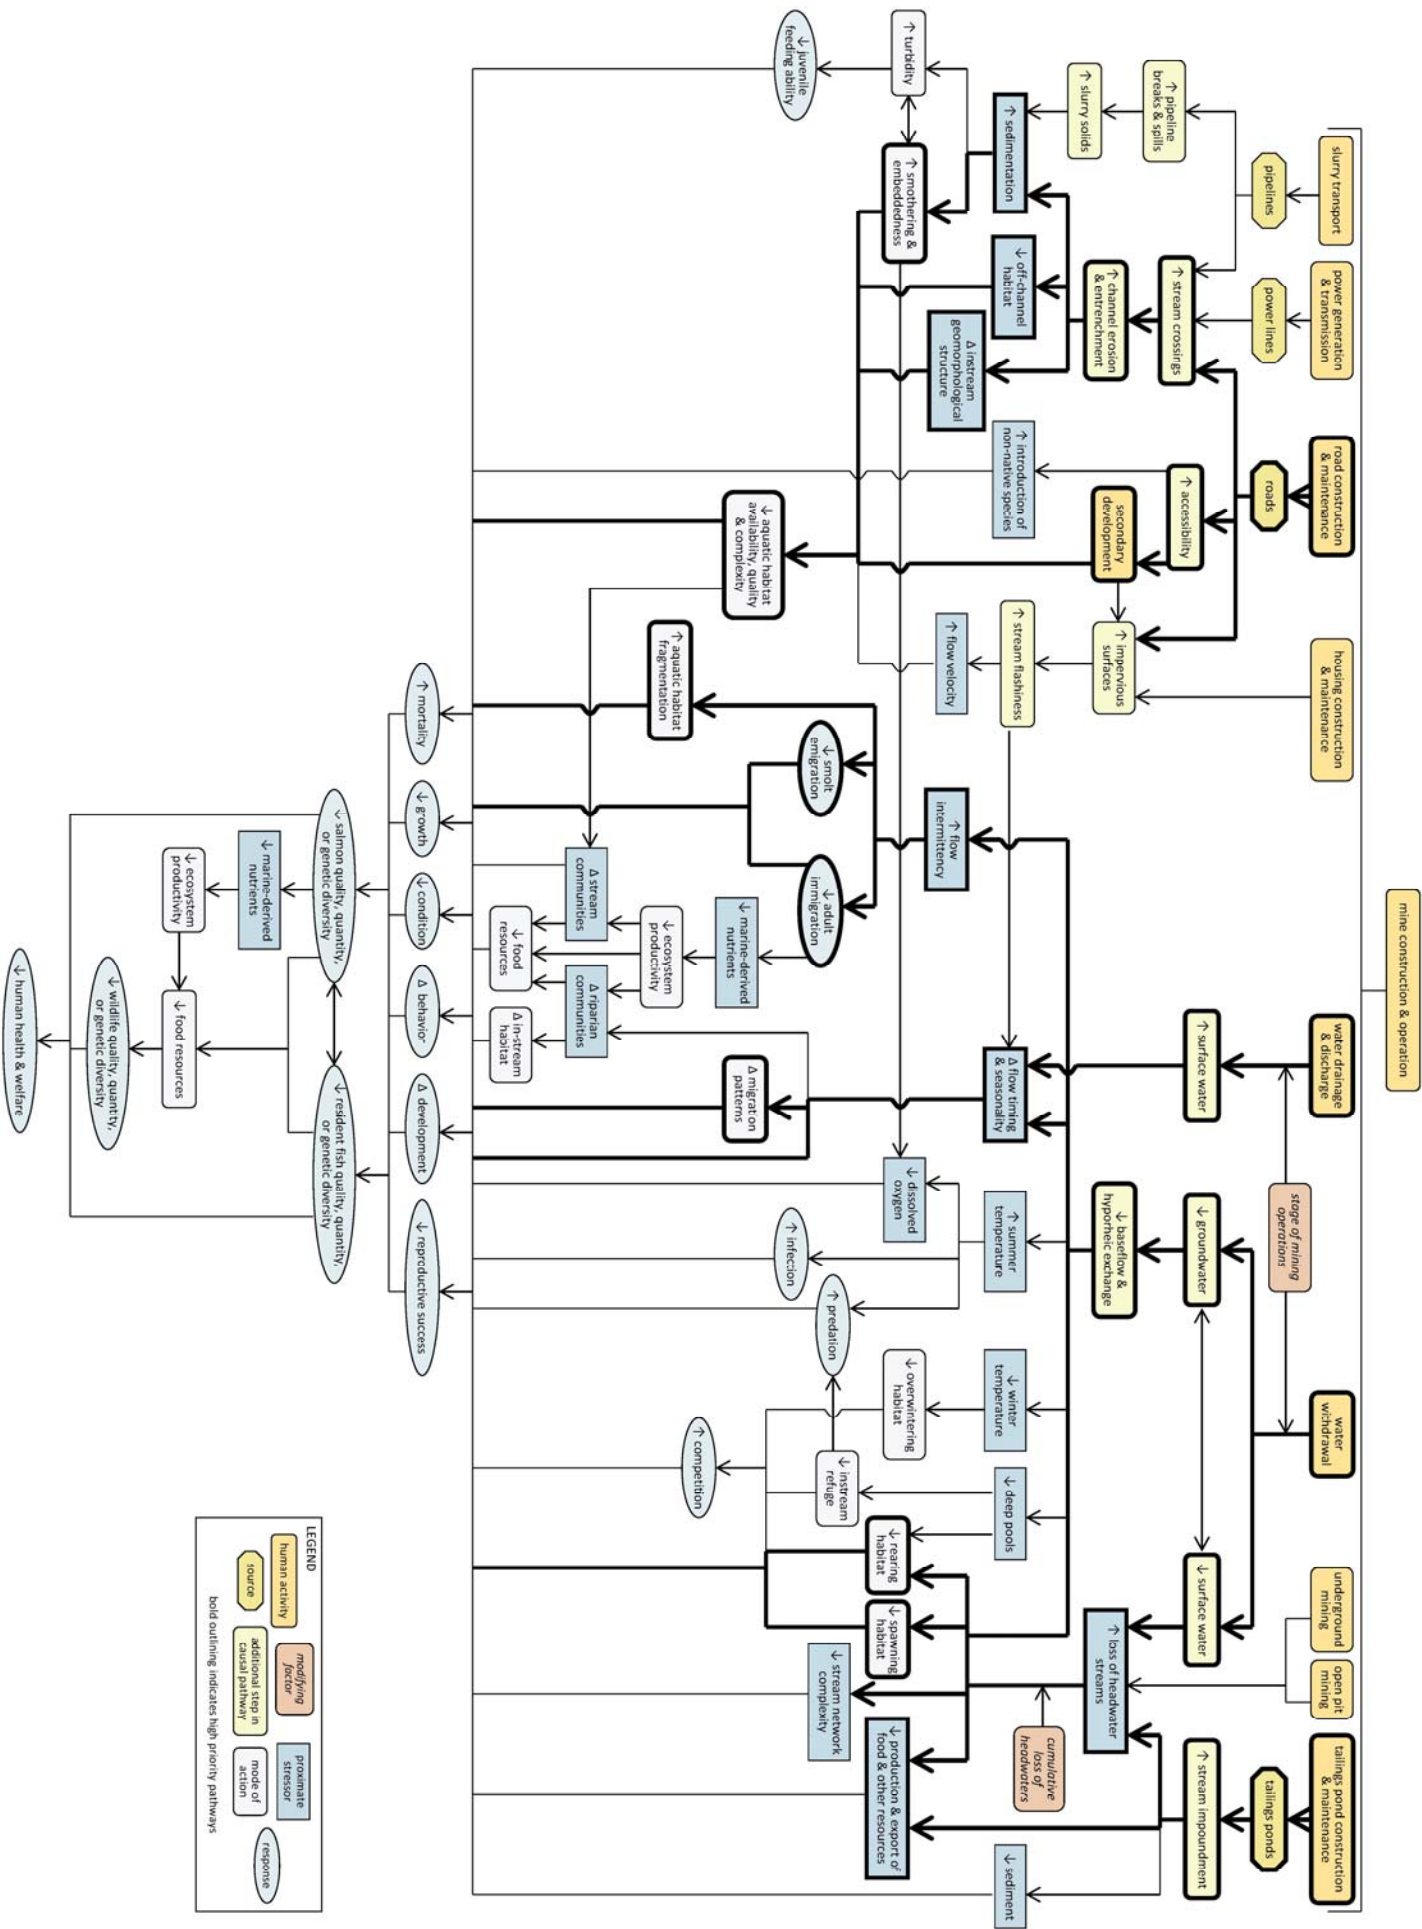 mine construction & operation
slurry transport
power generation
& transmission
road construction
& maintenance
housing construction
& maintenance
water drainage
& discharge
water
withdrawal
underground
mining
open pit
mining
tailings pond construction
& maintenance
pipelines
power lines
roads
stage of mining
operations
tailings ponds
↑ pipeline
breaks & spills
↑ stream crossings
↑ accessibility
↑ surface water
↓ groundwater
↓ surface water
↑ stream impoundment
↑ slurry solids
↑ channel erosion
& entrenchment
secondary
development
↑ impervious
surfaces
↓ baseflow &
hyporheic exchange
↑ loss of headwater
streams
cumulative
loss of
headwaters
↑ sedimentation
↓ off-channel
habitat
↑ introduction of
non-native species
↑ stream flashiness
Δ flow timing
& seasonality
↑ summer
temperature
↓ winter
temperature
↓ deep pools
↓ sediment
Δ instream
geomorphological
structure
↑ flow velocity
↑ flow
intermittency
↑ turbidity
↑ smothering &
embeddedness
↓ dissolved
oxygen
↓ overwintering
habitat
↓ rearing
habitat
↓ spawning
habitat
↓ production & export of
food & other resources
↓ juvenile
feeding ability
↓ smolt
emigration
↓ adult
immigration
↑ infection
↑ predation
↓ instream
refuge
↓ stream network
complexity
↓ aquatic habitat
availability, quality
& complexity
↓ marine-derived
nutrients
Δ migration
patterns
↑ competition
↑ aquatic habitat
fragmentation
↓ ecosystem
productivity
Δ stream
communities
Δ riparian
communities
↓ food
resources
Δ in-stream
habitat
↑ mortality
↓ growth
↓ condition
Δ behavior
Δ development
↓ reproductive success
↓ salmon quality, quantity,
or genetic diversity
↓ resident fish quality, quantity,
or genetic diversity
↓ marine-derived
nutrients
↓ ecosystem
productivity
↓ food resources
↓ wildlife quality, quantity,
or genetic diversity
↓ human health & welfare
LEGEND
human activity
modifying
factor
proximate
stressor
source
additional step in
causal pathway
mode of
action
response
bold outlining indicates high priority pathways